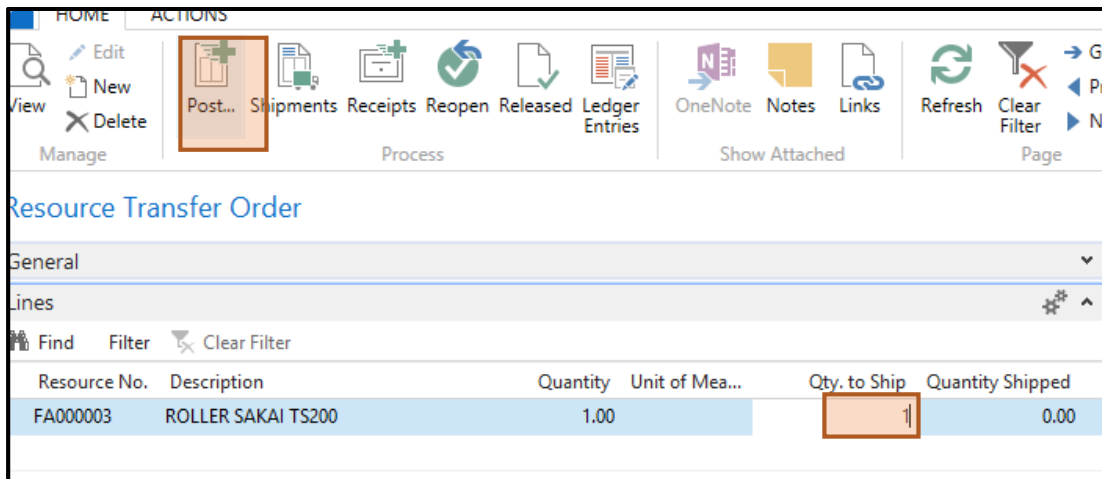 HOME ACTIONS
View
Edit
New
Delete
Manage
Post...
Shipments
Receipts
Reopen
Released
Ledger
Entries
Process
OneNote
Notes
Links
Show Attached
Refresh
Clear
Filter
Page
Resource Transfer Order
General
Lines
Find Filter Clear Filter
Resource No. Description Quantity Unit of Mea... Qty. to Ship Quantity Shipped
FA000003 ROLLER SAKAI TS200 1.00 1 0.00